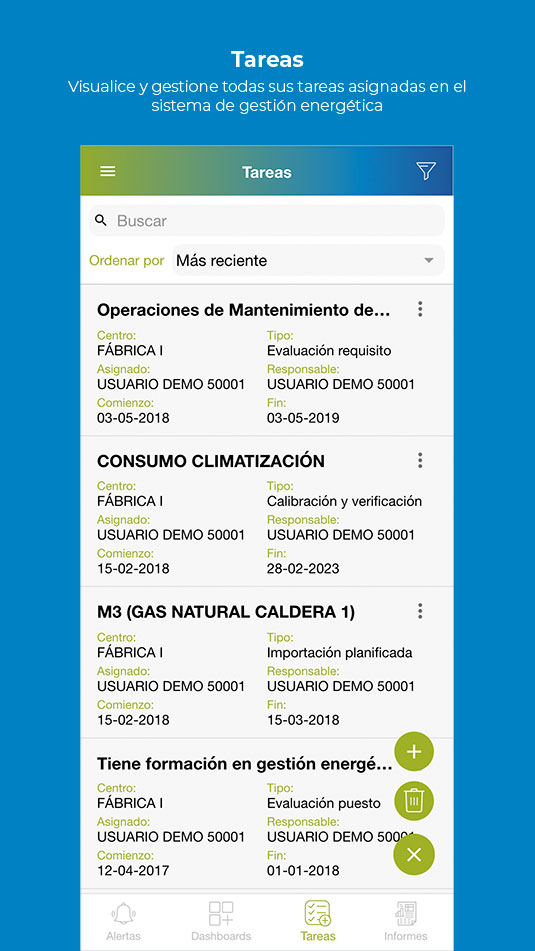 Tareas
Visualice y gestione todas sus tareas asignadas en el
sistema de gestión energética
Tareas
Buscar
Ordenar por Más reciente
Operaciones de Mantenimiento de...
Centro: Tipo:
FÁBRICA I Evaluación requisito
Asignado: Responsable:
USUARIO DEMO 50001 USUARIO DEMO 50001
Comienzo: Fin:
03-05-2018 03-05-2019
CONSUMO CLIMATIZACIÓN
Centro: Tipo:
FÁBRICA I Calibración y verificación
Asignado: Responsable:
USUARIO DEMO 50001 USUARIO DEMO 50001
Comienzo: Fin:
15-02-2018 28-02-2023
M3 (GAS NATURAL CALDERA 1)
Centro: Tipo:
FÁBRICA I Importación planificada
Asignado: Responsable:
USUARIO DEMO 50001 USUARIO DEMO 50001
Comienzo: Fin:
15-02-2018 15-03-2018
Tiene formación en gestión energé...
Centro: Tipo:
FÁBRICA I Evaluación puesto
Asignado: Responsable:
USUARIO DEMO 50001 USUARIO DEMO 50001
Comienzo: Fin:
12-04-2017 01-01-2018
Alertas Dashboards Tareas Informes